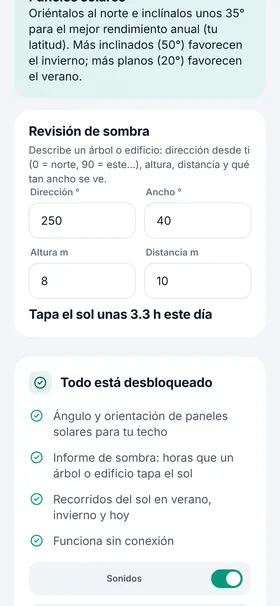 Oriéntalos al norte e inclínalos unos 35°
para el mejor rendimiento anual (tu
latitud). Más inclinados (50°) favorecen
el invierno; más planos (20°) favorecen
el verano.
Revisión de sombra
Describe un árbol o edificio: dirección desde ti
(0 = norte, 90 = este...), altura, distancia y qué
tan ancho se ve.
Dirección °
Ancho °
250
40
Altura m
Distancia m
8
10
Tapa el sol unas 3.3 h este día
Todo está desbloqueado
Ángulo y orientación de paneles
solares para tu techo
Informe de sombra: horas que un
árbol o edificio tapa el sol
Recorridos del sol en verano,
invierno y hoy
Funciona sin conexión
Sonidos